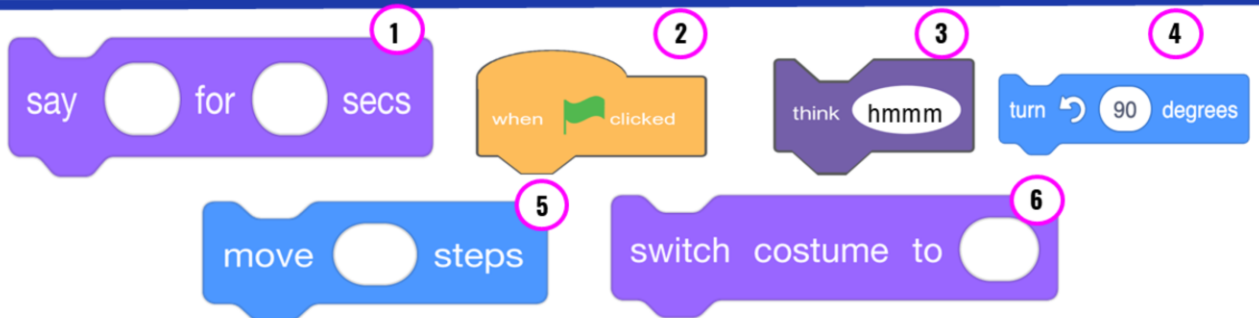 1
say for secs
2
when clicked
3
think hmmm
4
turn 90 degrees
5
move steps
6
switch costume to